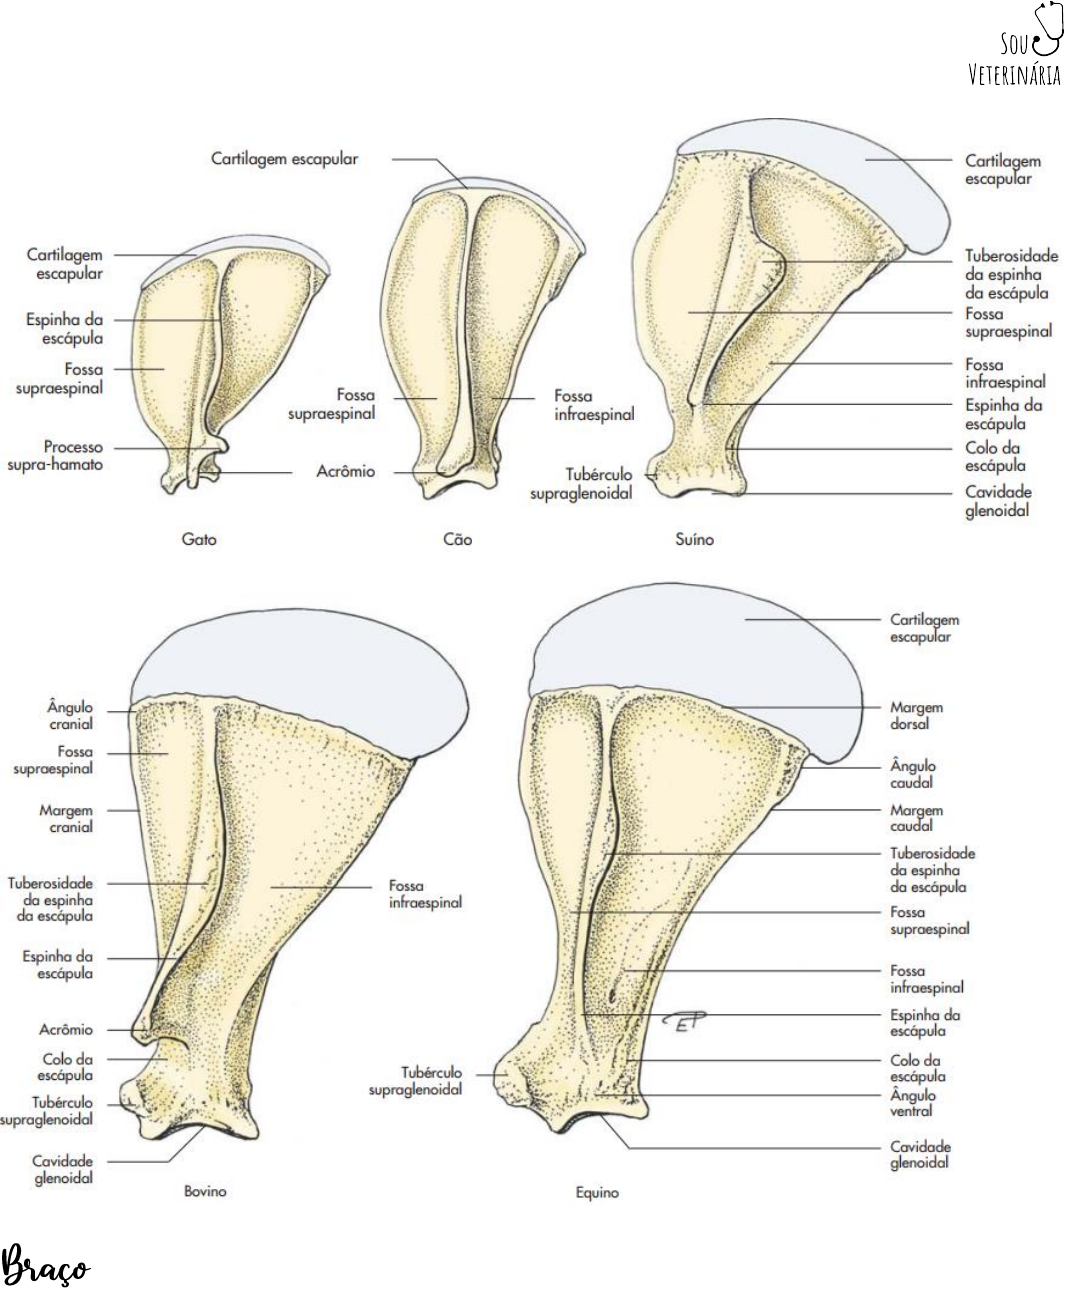 SOU
VETERINÁRIA
Cartilagem escapular
Cartilagem
escapular
Espinha da
escápula
Fossa
supraespinal
Processo
supra-hamato
Gato
Fossa
supraespinal
Acrômio
Fossa
infraespinal
Cão
Cartilagem
escapular
Tuberosidade
da espinha
da escápula
Fossa
supraespinal
Fossa
infraespinal
Espinha da
escápula
Colo da
escápula
Cavidade
glenoidal
Tubérculo
supraglenoidal
Suíno
Ângulo
cranial
Fossa
supraespinal
Margem
cranial
Tuberosidade
da espinha
da escápula
Espinha da
escápula
Acrômio
Colo da
escápula
Tubérculo
supraglenoidal
Cavidade
glenoidal
Fossa
infraespinal
Bovino
Cartilagem
escapular
Margem
dorsal
Ângulo
caudal
Margem
caudal
Tuberosidade
da espinha
da escápula
Fossa
supraespinal
Fossa
infraespinal
Espinha da
escápula
Colo da
escápula
Ângulo
ventral
Cavidade
glenoidal
Tubérculo
supraglenoidal
EP
Equino
Braço